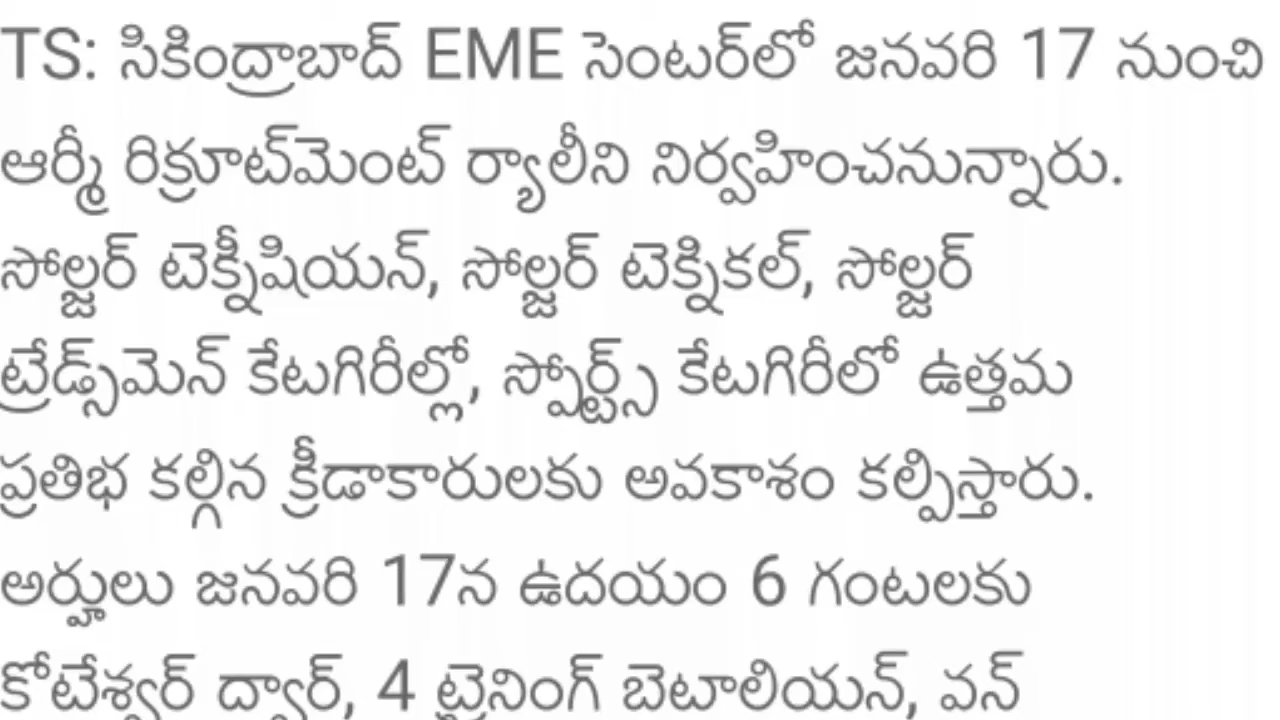 TS: సికింద్రాబాద్ EME సెంటర్‌లో జనవరి 17 నుంచి
ఆర్మీ రిక్రూట్‌మెంట్ ర్యాలీని నిర్వహించనున్నారు.
సోల్జర్ టెక్నీషియన్, సోల్జర్ టెక్నికల్, సోల్జర్
ట్రేడ్స్‌మెన్ కేటగిరీల్లో, స్పోర్ట్స్ కేటగిరీలో ఉత్తమ
ప్రతిభ కల్గిన క్రీడాకారులకు అవకాశం కల్పిస్తారు.
అర్హులు జనవరి 17న ఉదయం 6 గంటలకు
కోటేశ్వర్ ద్వార్, 4 ట్రైనింగ్ బెటాలియన్, వన్